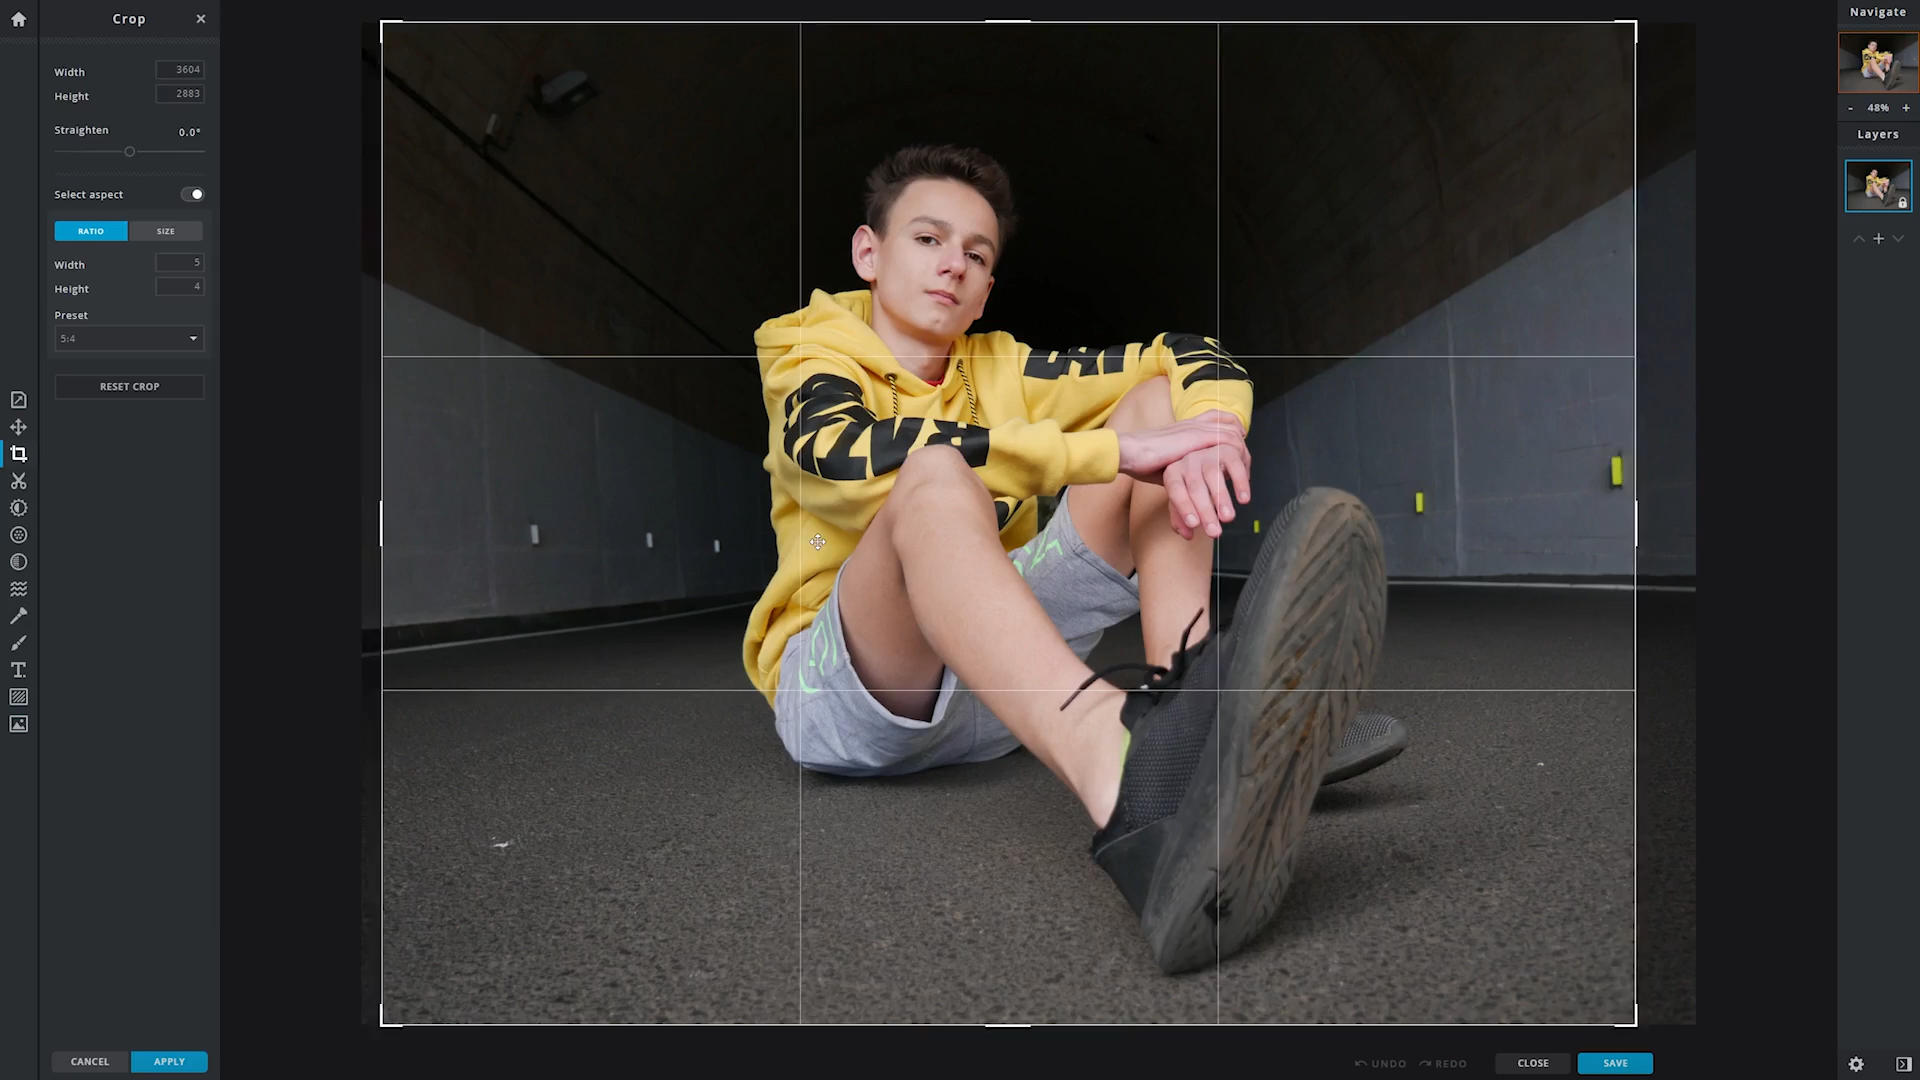 Crop
Width 3604
Height 2883
Straighten 0.0°
Select aspect
RATIO SIZE
Width 5
Height 4
Preset
5:4
RESET CROP
CANCEL APPLY
UNDO REDO CLOSE SAVE
Navigate
- 48% +
Layers